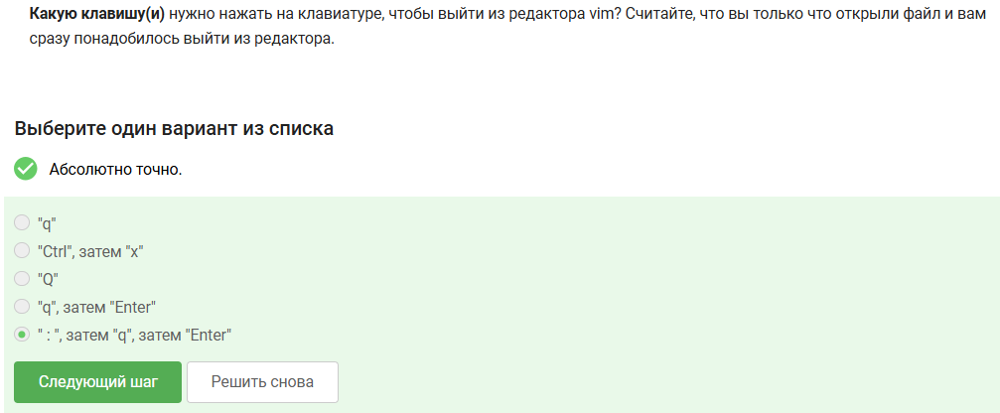 Какую клавишу(и) нужно нажать на клавиатуре, чтобы выйти из редактора vim? Считайте, что вы только что открыли файл и вам
сразу понадобилось выйти из редактора.
Выберите один вариант из списка
Абсолютно точно.
"q"
"Ctrl", затем "x"
"Q"
"q", затем "Enter"
" : ", затем "q", затем "Enter"
Следующий шаг
Решить снова